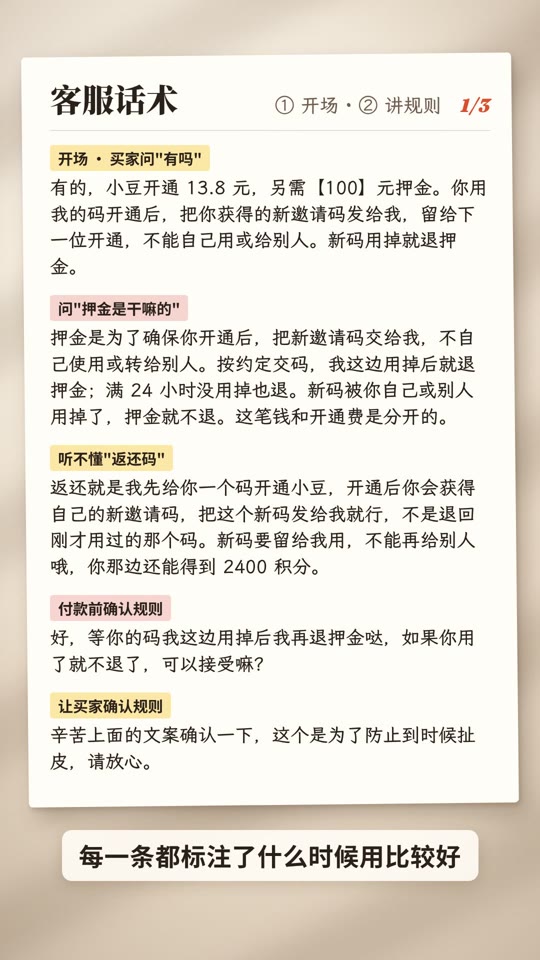 客服话术
① 开场·② 讲规则 1/3
开场 · 买家问"有吗"
有的，小豆开通 13.8 元，另需【100】元押金。你用
我的码开通后，把你获得的新邀请码发给我，留给下
一位开通，不能自己用或给别人。新码用掉就退押
金。
问"押金是干嘛的"
押金是为了确保你开通后，把新邀请码交给我，不自
己使用或转给别人。按约定交码，我这边用掉后就退
押金；满 24 小时没用掉也退。新码被你自己或别人
用掉了，押金就不退。这笔钱和开通费是分开的。
听不懂"返还码"
返还就是我先给你一个码开通小豆，开通后你会获得
自己的新邀请码，把这个新码发给我就行，不是退回
刚才用过的那个码。新码要留给我用，不能再给别人
哦，你那边还能得到 2400 积分。
付款前确认规则
好，等你的码我这边用掉后我再退押金哒，如果你用
了就不退了，可以接受嘛？
让买家确认规则
辛苦上面的文案确认一下，这个是为了防止到时候扯
皮，请放心。
每一条都标注了什么时候用比较好